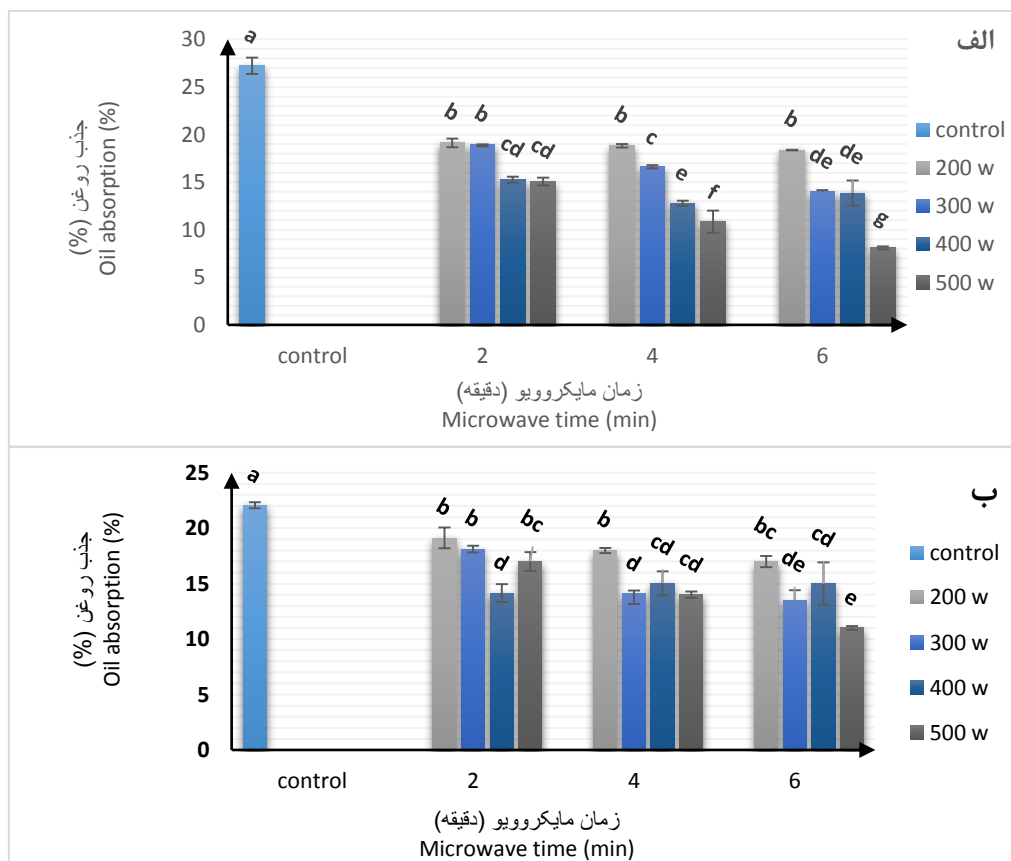 الف
30
25
20
15
10
5
0
جذب روغن (%)
Oil absorption (%)
a
b b cd cd
b c e f
b de de g
control 2 4 6
زمان مایکروویو (دقیقه)
Microwave time (min)
control
200 w
300 w
400 w
500 w
ب
25
20
15
10
5
0
جذب روغن (%)
Oil absorption (%)
a
b b d bc
b d cd cd
bc de cd e
control 2 4 6
زمان مایکروویو (دقیقه)
Microwave time (min)
control
200 w
300 w
400 w
500 w